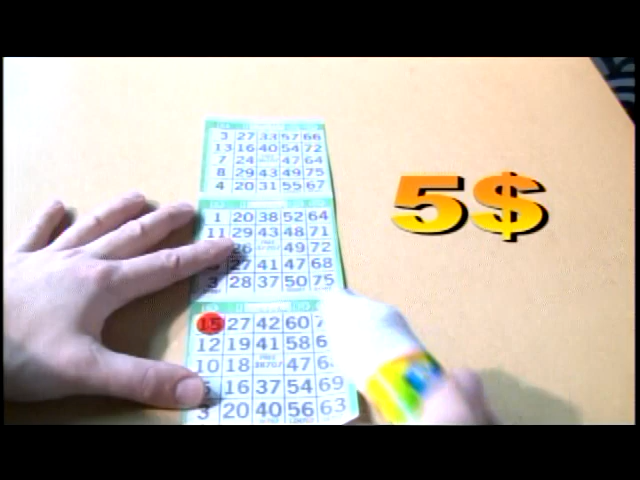 3 27 33 57 66
13 16 40 54 72
7 24 47 64
8 29 43 49 75
4 20 31 55 67
5$
1 20 38 52 64
11 29 43 48 71
26 49 72
27 41 47 68
3 28 37 50 75
15 27 42 60
12 19 41 58
10 18 47
16 37 54 69
3 20 40 56 63